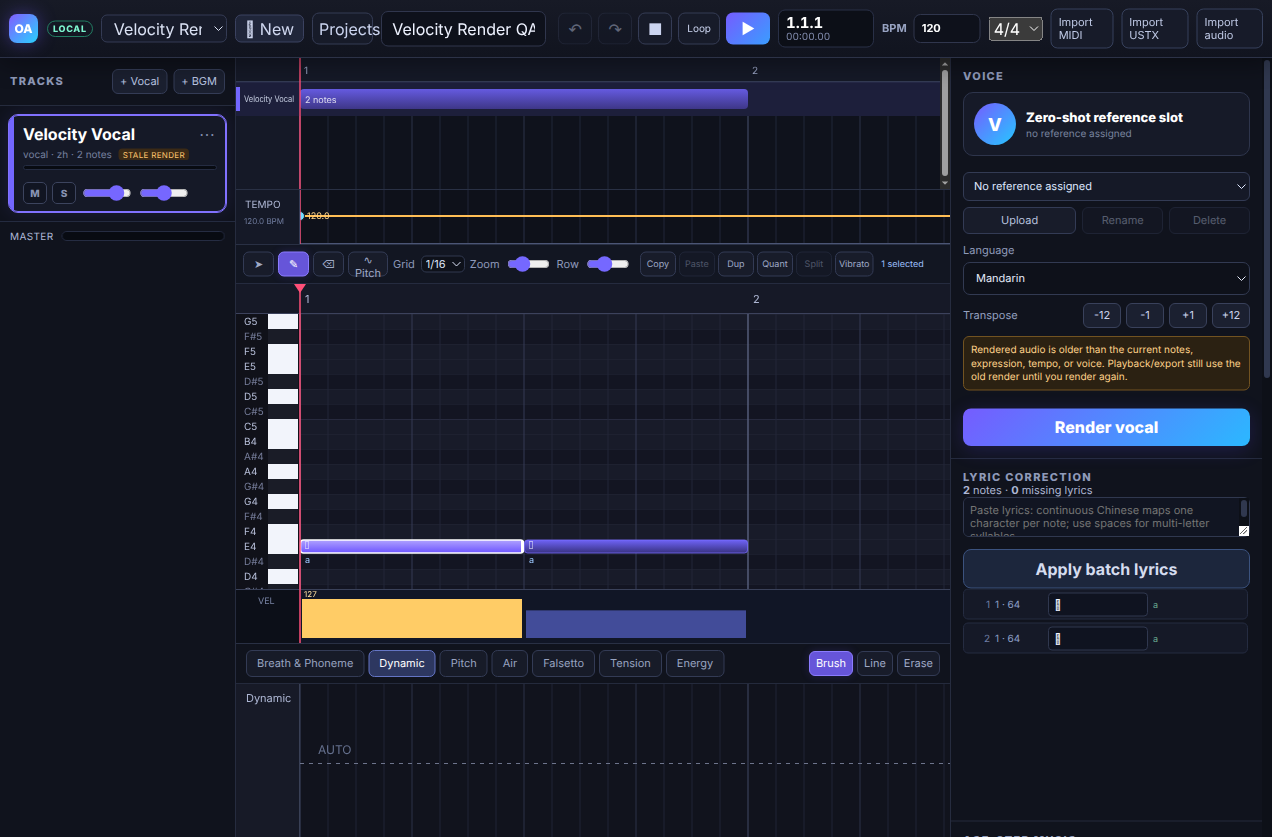 OA
LOCAL
Velocity Rer
New
Projects
Velocity Render QA
Loop
1.1.1
00:00.00
BPM
120
4/4
Import MIDI
Import USTX
Import audio
TRACKS
+ Vocal
+ BGM
Velocity Vocal
vocal · zh · 2 notes
STALE RENDER
M
S
MASTER
1
2
Velocity Vocal
2 notes
TEMPO
120.0 BPM
120.0
Pitch
Grid
1/16
Zoom
Row
Copy
Paste
Dup
Quant
Split
Vibrato
1 selected
1
2
G5
F#5
F5
E5
D#5
D5
C#5
C5
B4
A#4
A4
G#4
G4
F#4
F4
E4
D#4
D4
a
a
VEL
127
Breath & Phoneme
Dynamic
Pitch
Air
Falsetto
Tension
Energy
Brush
Line
Erase
Dynamic
AUTO
VOICE
V
Zero-shot reference slot
no reference assigned
No reference assigned
Upload
Rename
Delete
Language
Mandarin
Transpose
-12
-1
+1
+12
Rendered audio is older than the current notes,
expression, tempo, or voice. Playback/export still use the
old render until you render again.
Render vocal
LYRIC CORRECTION
2 notes · 0 missing lyrics
Paste lyrics: continuous Chinese maps one
character per note; use spaces for multi-letter
syllables
Apply batch lyrics
1 1 · 64
a
2 1 · 64
a